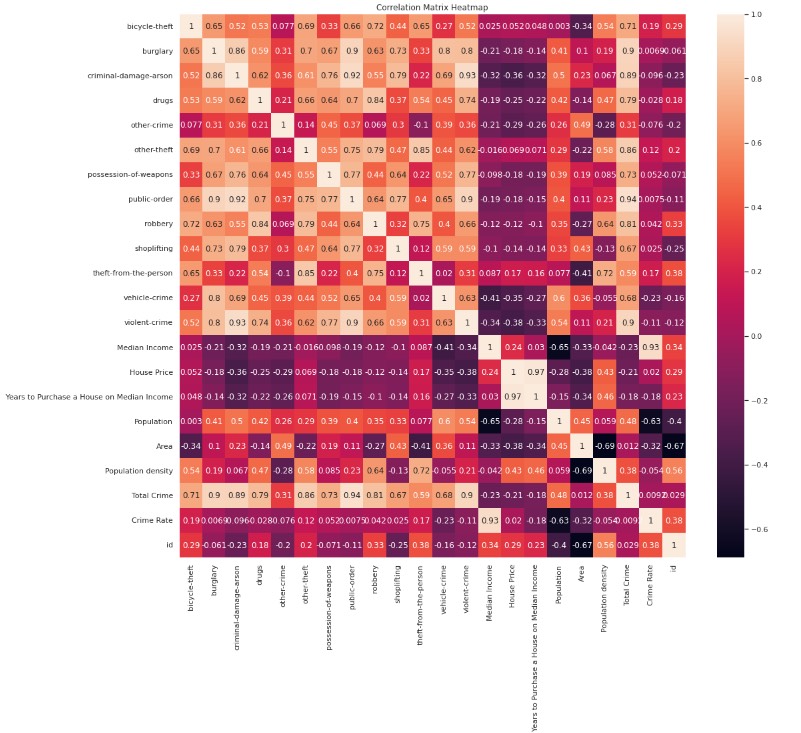 Correlation Matrix Heatmap
bicycle-theft 1 0.65 0.52 0.53 0.077 0.69 0.33 0.66 0.72 0.44 0.65 0.27 0.52 0.025 0.052 0.048 0.003 -0.34 0.54 0.71 0.19 0.29
burglary 0.65 1 0.86 0.59 0.31 0.7 0.67 0.9 0.63 0.73 0.33 0.8 0.8 -0.21 -0.18 -0.14 0.41 0.1 0.19 0.9 0.0069 0.061
criminal-damage-arson 0.52 0.86 1 0.62 0.36 0.61 0.76 0.92 0.55 0.79 0.22 0.69 0.93 -0.32 -0.36 -0.32 0.5 0.23 0.067 0.89 -0.096 -0.23
drugs 0.53 0.59 0.62 1 0.21 0.66 0.64 0.7 0.84 0.37 0.54 0.45 0.74 -0.19 -0.25 -0.22 0.42 -0.14 0.47 0.79 -0.028 0.18
other-crime 0.077 0.31 0.36 0.21 1 0.14 0.45 0.37 0.069 0.3 -0.1 0.39 0.36 -0.21 -0.29 -0.26 0.26 0.49 -0.28 0.31 -0.076 -0.2
other-theft 0.69 0.7 0.61 0.66 0.14 1 0.55 0.75 0.79 0.47 0.85 0.44 0.62 -0.016 0.069 0.071 0.29 -0.22 0.58 0.86 0.12 0.2
possession-of-weapons 0.33 0.67 0.76 0.64 0.45 0.55 1 0.77 0.44 0.64 0.22 0.52 0.77 -0.098 -0.18 -0.15 0.39 0.19 0.085 0.73 0.052 -0.071
public-order 0.66 0.9 0.92 0.7 0.37 0.75 0.77 1 0.64 0.77 0.4 0.65 0.9 -0.19 -0.18 -0.15 0.4 0.11 0.23 0.94 0.0075 -0.11
robbery 0.72 0.63 0.55 0.84 0.069 0.79 0.44 0.64 1 0.32 0.75 0.4 0.66 -0.12 -0.12 -0.1 0.35 -0.27 0.64 0.81 0.042 0.33
shoplifting 0.44 0.73 0.79 0.37 0.3 0.47 0.64 0.77 0.32 1 0.12 0.59 0.59 -0.1 -0.14 -0.14 0.33 0.43 -0.13 0.67 0.025 -0.25
theft-from-the-person 0.65 0.33 0.22 0.54 -0.1 0.85 0.22 0.4 0.75 0.12 1 0.02 0.31 0.087 0.17 0.16 0.077 -0.41 0.72 0.59 0.17 0.38
vehicle-crime 0.27 0.8 0.69 0.45 0.39 0.44 0.52 0.65 0.4 0.59 0.02 1 0.63 -0.41 -0.35 -0.27 0.6 0.36 -0.055 0.68 -0.23 -0.16
violent-crime 0.52 0.8 0.93 0.74 0.36 0.62 0.77 0.9 0.66 0.59 0.31 0.63 1 -0.34 -0.38 -0.33 0.54 0.11 0.21 0.9 -0.11 -0.12
Median Income 0.025 -0.21 -0.32 -0.19 -0.21 -0.016 0.098 -0.19 -0.12 -0.1 0.087 -0.41 -0.34 1 0.24 0.03 -0.65 -0.33 -0.042 -0.23 0.93 0.34
House Price 0.052 -0.18 -0.36 -0.25 -0.29 0.069 -0.18 -0.18 -0.12 -0.14 0.17 -0.35 -0.38 0.24 1 0.97 -0.28 -0.38 0.43 -0.21 0.02 0.29
Years to Purchase a House on Median Income 0.048 -0.14 -0.32 -0.22 -0.26 0.071 -0.19 -0.15 -0.1 -0.14 0.16 -0.27 -0.33 0.03 0.97 1 -0.15 -0.34 0.46 -0.18 -0.18 0.23
Population 0.003 0.41 0.5 0.42 0.26 0.29 0.39 0.4 0.35 0.33 0.077 0.6 0.54 -0.65 -0.28 -0.15 1 0.45 0.059 0.48 -0.63 -0.4
Area -0.34 0.1 0.23 -0.14 0.49 -0.22 0.19 0.11 -0.27 0.43 -0.41 0.36 0.11 -0.33 -0.38 -0.34 0.45 1 -0.69 0.012 -0.32 -0.67
Population density 0.54 0.19 0.067 0.47 -0.28 0.58 0.085 0.23 0.64 -0.13 0.72 -0.055 0.21 -0.042 0.43 0.46 0.059 -0.69 1 0.38 -0.054 0.56
Total Crime 0.71 0.9 0.89 0.79 0.31 0.86 0.73 0.94 0.81 0.67 0.59 0.68 0.9 -0.23 -0.21 -0.18 0.48 0.012 0.38 1 0.0092 0.029
Crime Rate 0.19 0.0069 0.096 0.028 0.076 0.12 0.052 0.0075 0.042 0.025 0.17 -0.23 -0.11 0.93 0.02 -0.18 -0.63 -0.32 -0.054 0.009 1 0.38
id 0.29 -0.061 -0.23 0.18 -0.2 0.2 -0.071 -0.11 0.33 -0.25 0.38 -0.16 -0.12 0.34 0.29 0.23 -0.4 -0.67 0.56 0.029 0.38 1
bicycle-theft
burglary
criminal-damage-arson
drugs
other-crime
other-theft
possession-of-weapons
public-order
robbery
shoplifting
theft-from-the-person
vehicle-crime
violent-crime
Median Income
House Price
Years to Purchase a House on Median Income
Population
Area
Population density
Total Crime
Crime Rate
id
1.0
0.8
0.6
0.4
0.2
0.0
−0.2
−0.4
−0.6